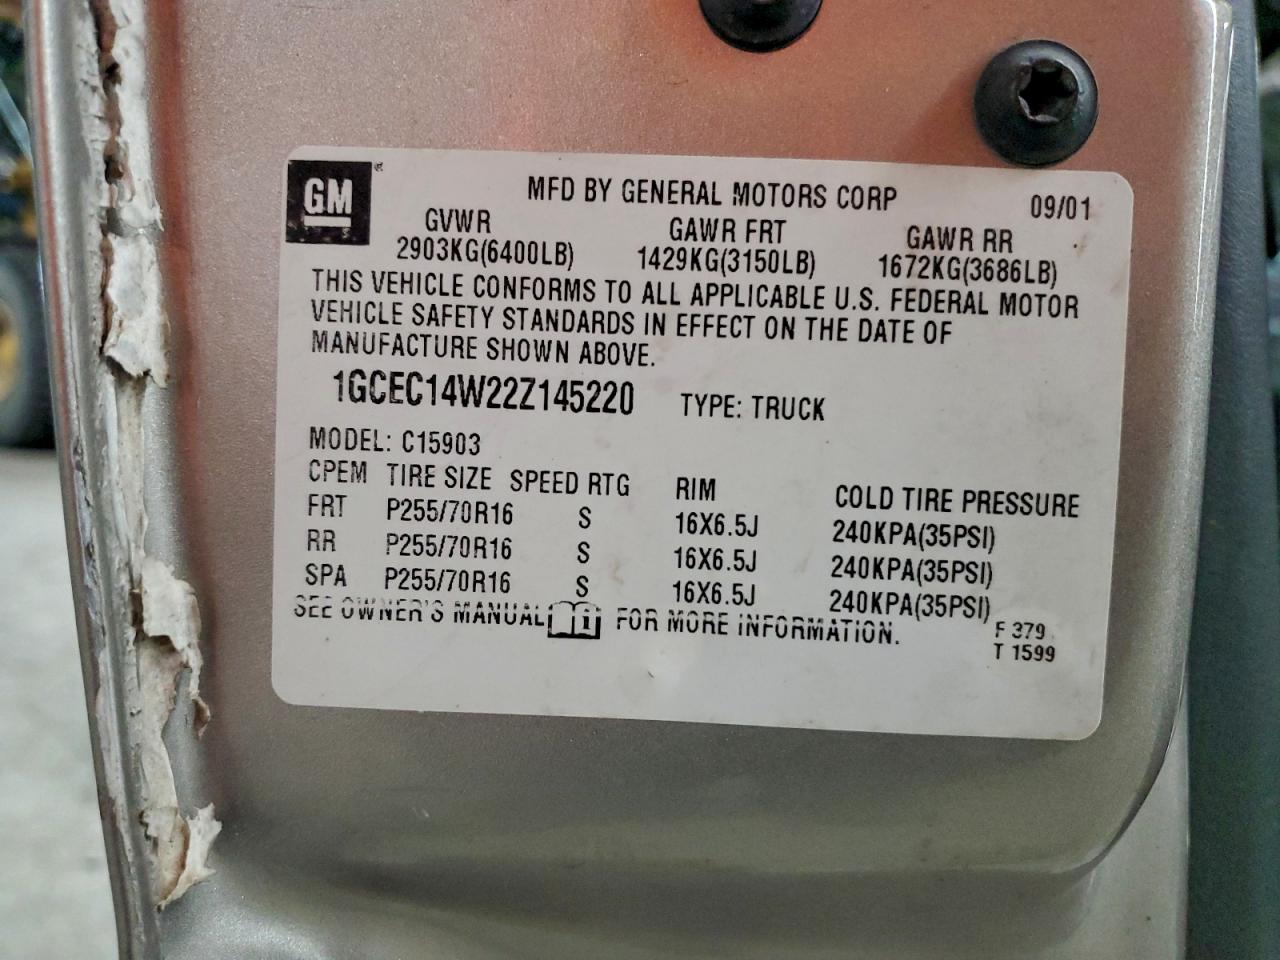 GM
MFD BY GENERAL MOTORS CORP 09/01
GVWR GAWR FRT GAWR RR
2903KG(6400LB) 1429KG(3150LB) 1672KG(3686LB)
THIS VEHICLE CONFORMS TO ALL APPLICABLE U.S. FEDERAL MOTOR
VEHICLE SAFETY STANDARDS IN EFFECT ON THE DATE OF
MANUFACTURE SHOWN ABOVE.
1GCEC14W22Z145220 TYPE: TRUCK
MODEL: C15903
CPEM TIRE SIZE SPEED RTG RIM COLD TIRE PRESSURE
FRT P255/70R16 S 16X6.5J 240KPA(35PSI)
RR P255/70R16 S 16X6.5J 240KPA(35PSI)
SPA P255/70R16 S 16X6.5J 240KPA(35PSI)
SEE OWNER'S MANUAL i FOR MORE INFORMATION.
F 379
T 1599